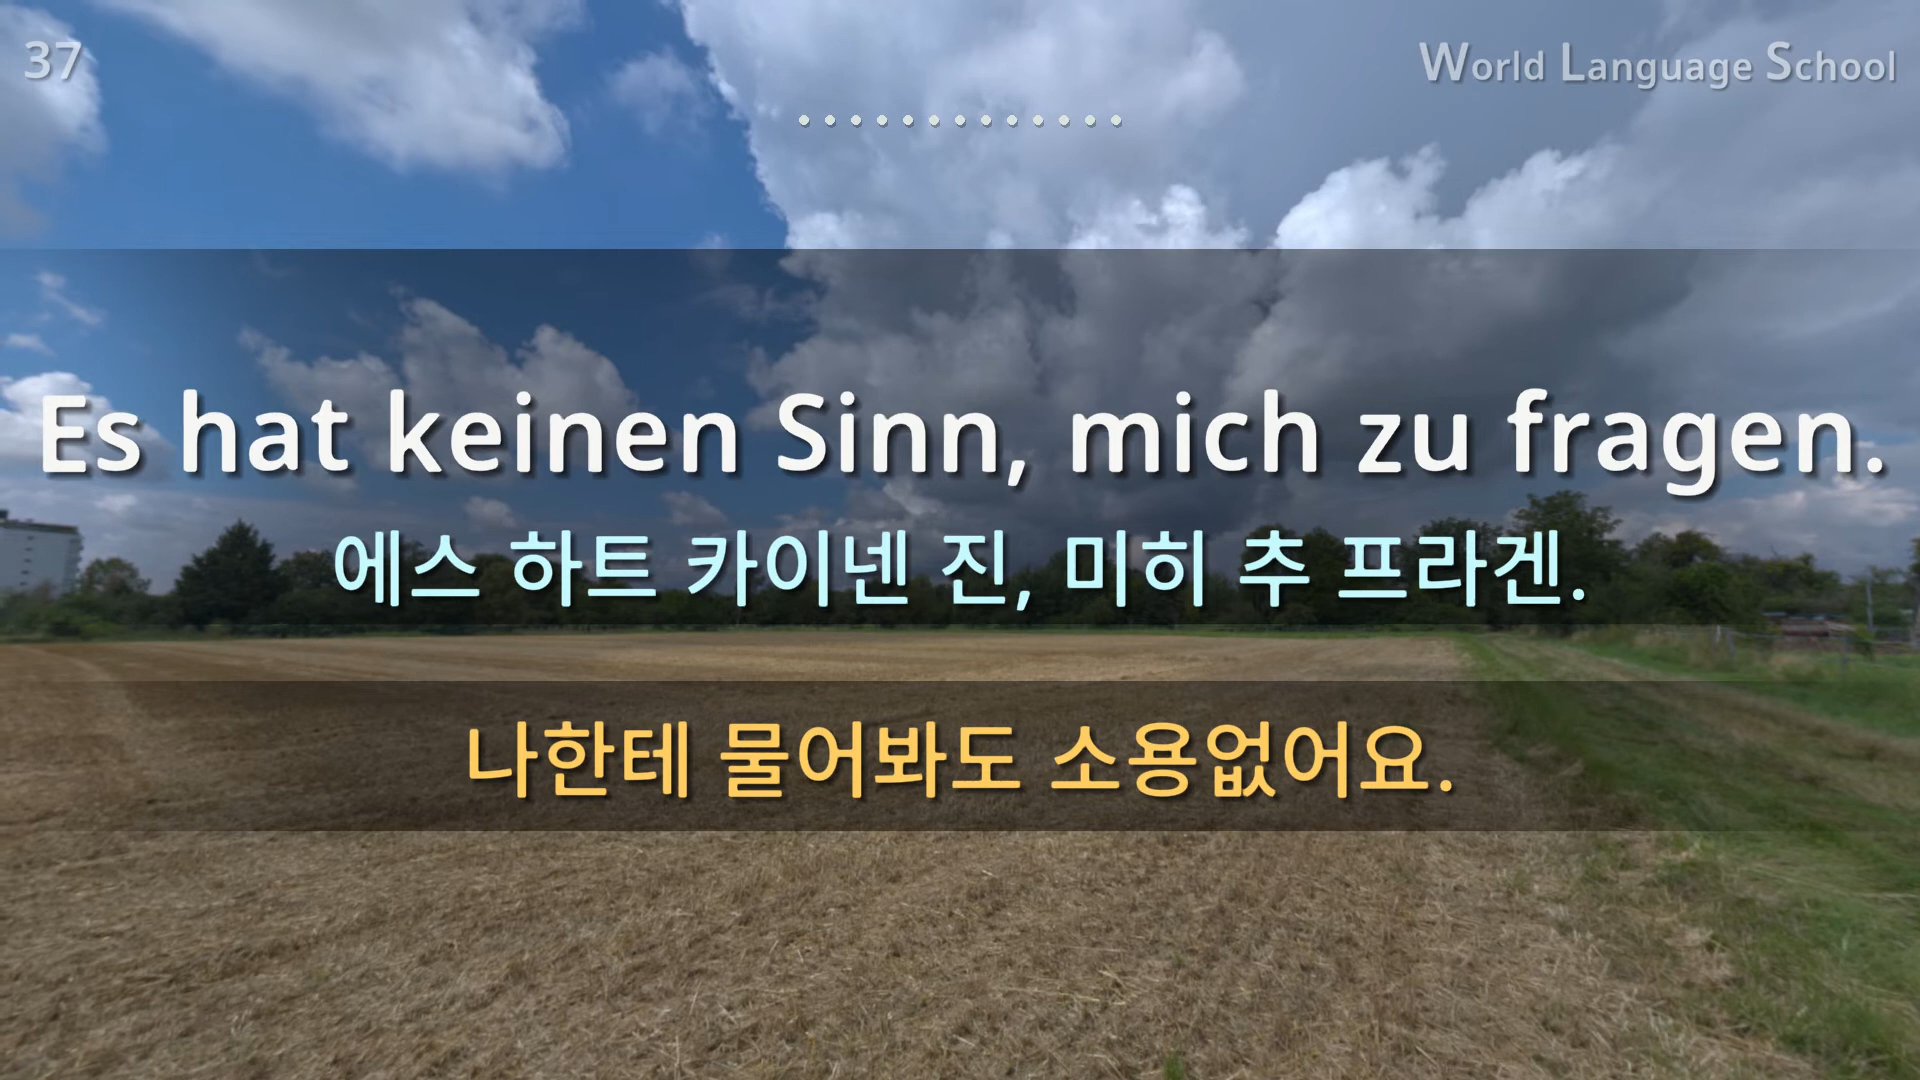 37
World Language School
Es hat keinen Sinn, mich zu fragen.
에스 하트 카이넨 진, 미히 추 프라겐.
나한테 물어봐도 소용없어요.